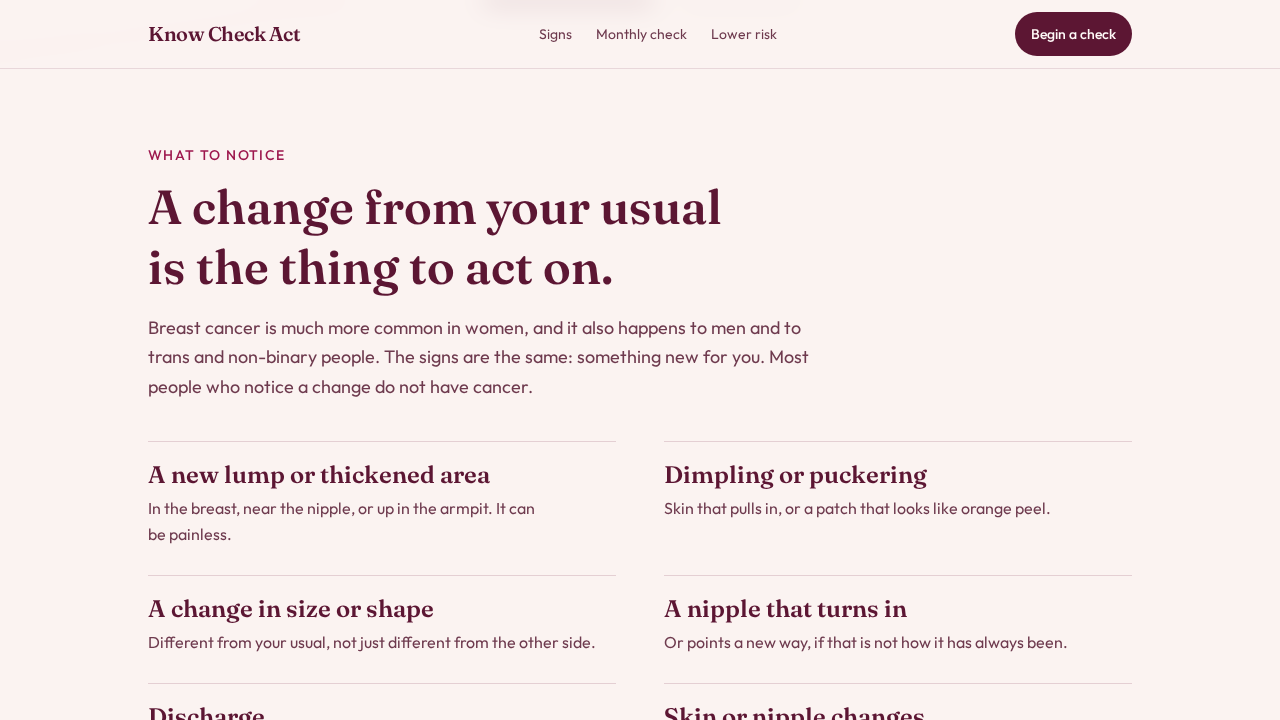 Know Check Act
Signs
Monthly check
Lower risk
Begin a check
WHAT TO NOTICE
A change from your usual
is the thing to act on.
Breast cancer is much more common in women, and it also happens to men and to
trans and non-binary people. The signs are the same: something new for you. Most
people who notice a change do not have cancer.
A new lump or thickened area
In the breast, near the nipple, or up in the armpit. It can
be painless.
Dimpling or puckering
Skin that pulls in, or a patch that looks like orange peel.
A change in size or shape
Different from your usual, not just different from the other side.
A nipple that turns in
Or points a new way, if that is not how it has always been.
Discharge
Skin or nipple changes